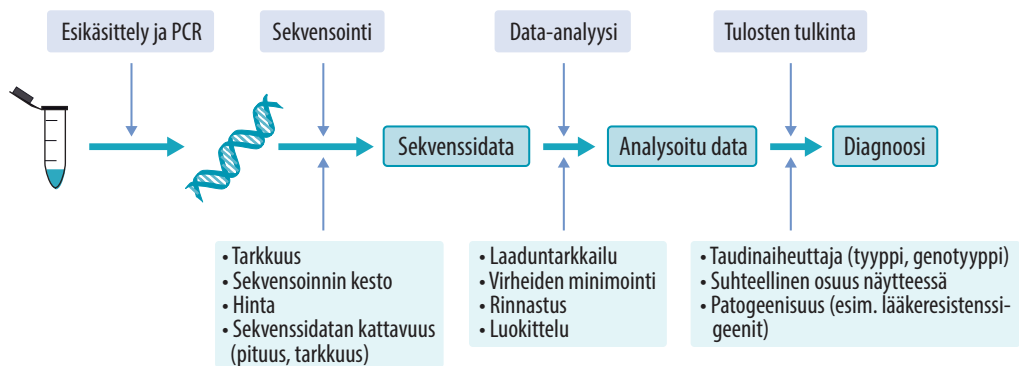 Esikäsittely ja PCR
Sekvensointi
Data-analyysi
Tulosten tulkinta
Sekvenssidata
Analysoitu data
Diagnoosi
• Tarkkuus
• Sekvensoinnin kesto
• Hinta
• Sekvenssidatan kattavuus
(pituus, tarkkuus)
• Laaduntarkkailu
• Virheiden minimointi
• Rinnastus
• Luokittelu
• Taudinaiheuttaja (tyyppi, genotyyppi)
• Suhteellinen osuus näytteessä
• Patogeenisuus (esim. lääkeresistenssi-
geenit)